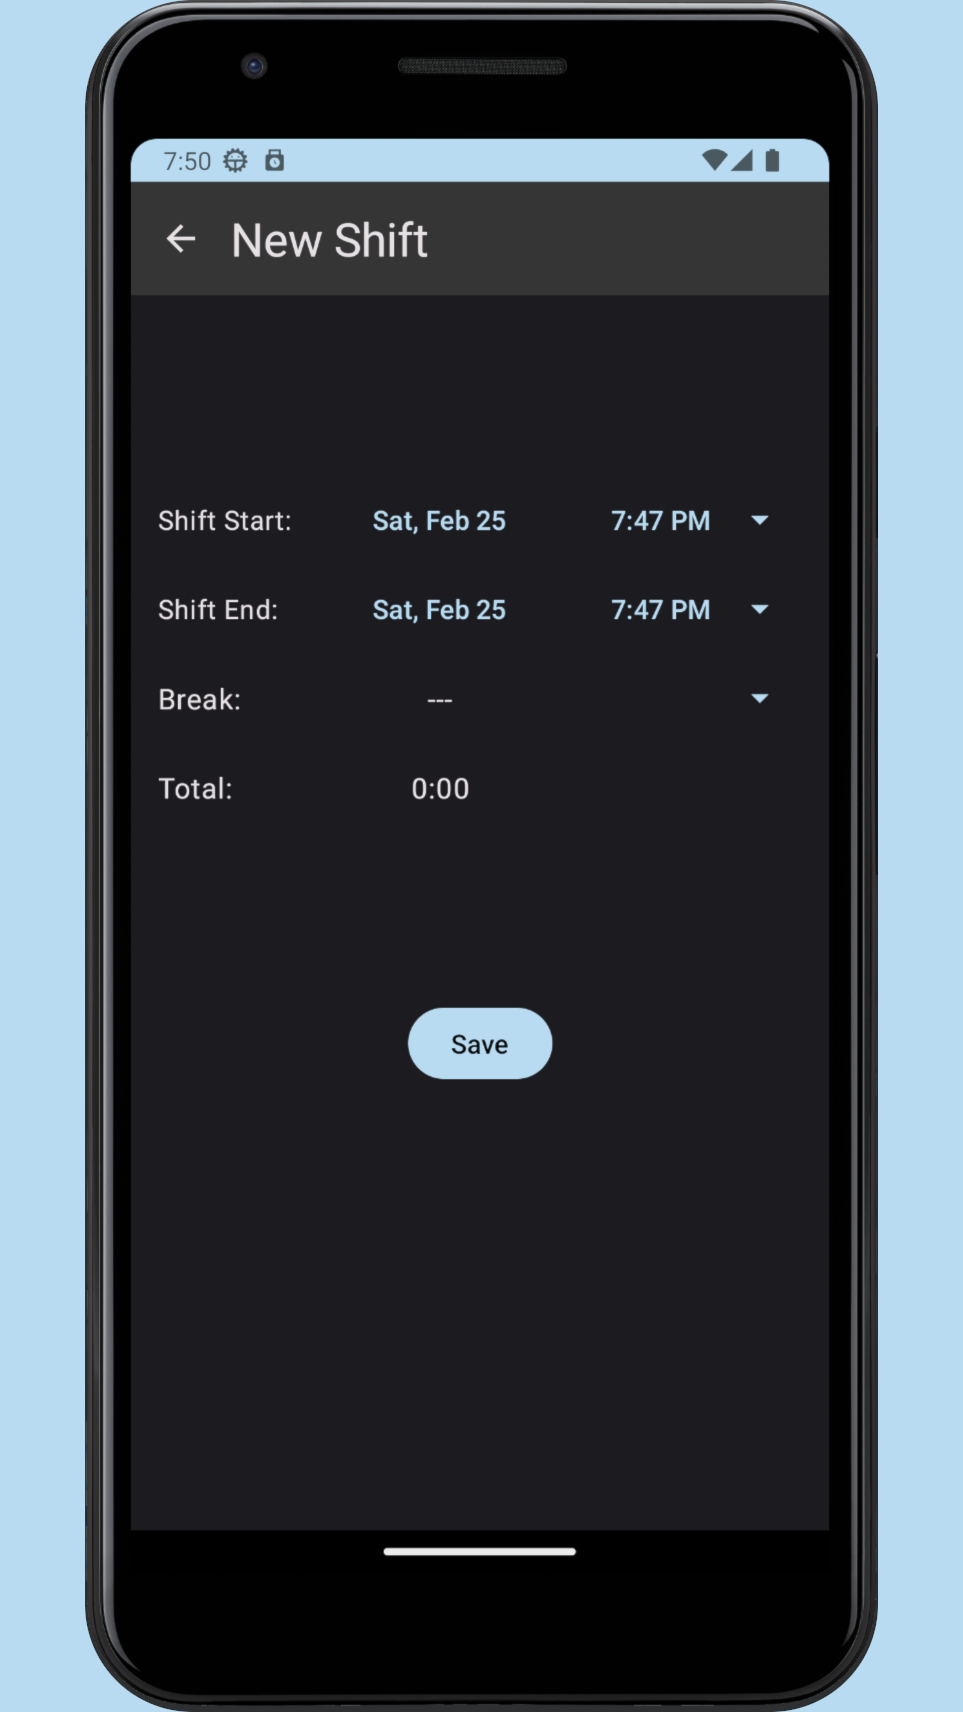 7:50
New Shift
Shift Start: Sat, Feb 25 7:47 PM
Shift End: Sat, Feb 25 7:47 PM
Break: ---
Total: 0:00
Save